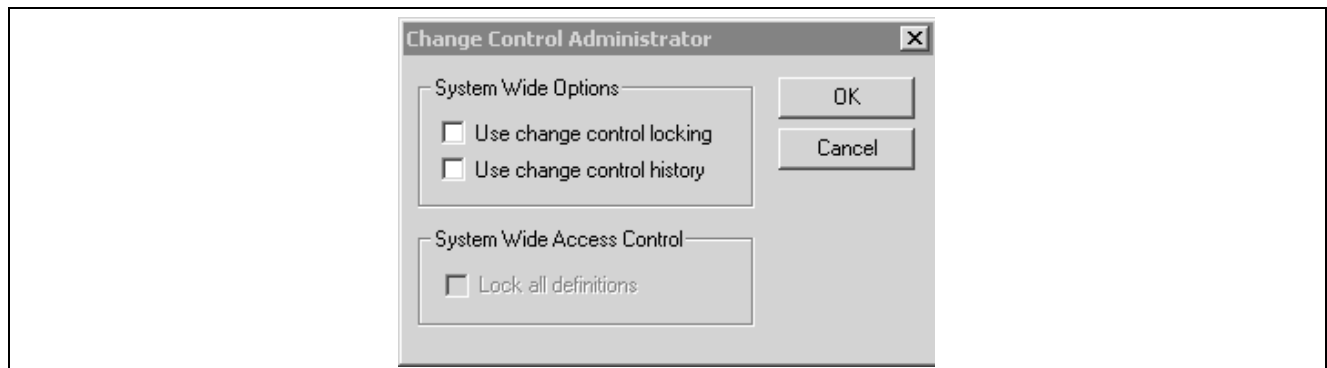 Change Control Administrator
System Wide Options
Use change control locking
Use change control history
OK
Cancel
System Wide Access Control
Lock all definitions